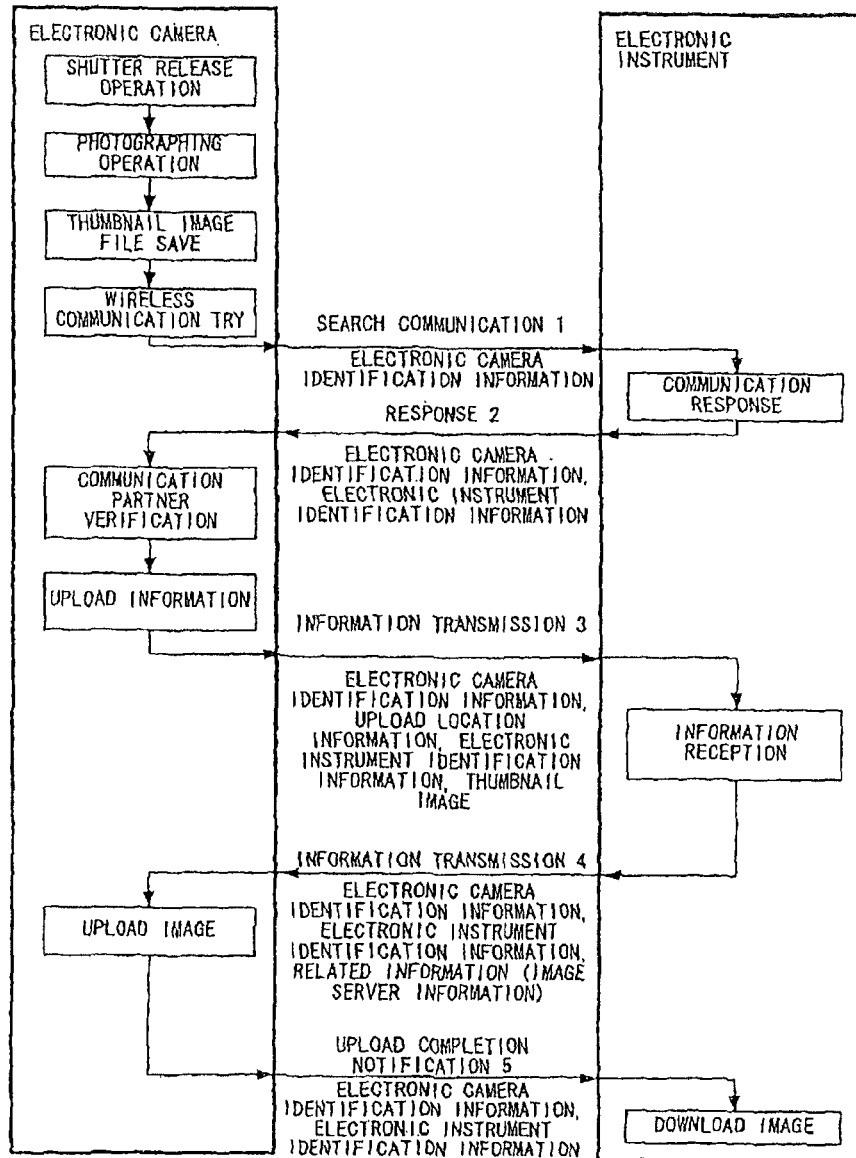 ELECTRONIC CAMERA
SHUTTER RELEASE
OPERATION
PHOTOGRAPHING
OPERATION
THUMBNAIL IMAGE
FILE SAVE
WIRELESS
COMMUNICATION TRY
ELECTRONIC
INSTRUMENT
SEARCH COMMUNICATION 1
ELECTRONIC CAMERA
IDENTIFICATION INFORMATION
COMMUNICATION
RESPONSE
RESPONSE 2
ELECTRONIC CAMERA
IDENTIFICATION INFORMATION,
ELECTRONIC INSTRUMENT
IDENTIFICATION INFORMATION
COMMUNICATION
PARTNER
VERIFICATION
UPLOAD INFORMATION
INFORMATION TRANSMISSION 3
ELECTRONIC CAMERA
IDENTIFICATION INFORMATION,
UPLOAD LOCATION
INFORMATION, ELECTRONIC
INSTRUMENT IDENTIFICATION
INFORMATION, THUMBNAIL
IMAGE
INFORMATION
RECEPTION
INFORMATION TRANSMISSION 4
ELECTRONIC CAMERA
IDENTIFICATION INFORMATION,
ELECTRONIC INSTRUMENT
IDENTIFICATION INFORMATION,
RELATED INFORMATION (IMAGE
SERVER INFORMATION)
UPLOAD IMAGE
UPLOAD COMPLETION
NOTIFICATION 5
ELECTRONIC CAMERA
IDENTIFICATION INFORMATION,
ELECTRONIC INSTRUMENT
IDENTIFICATION INFORMATION
DOWNLOAD IMAGE